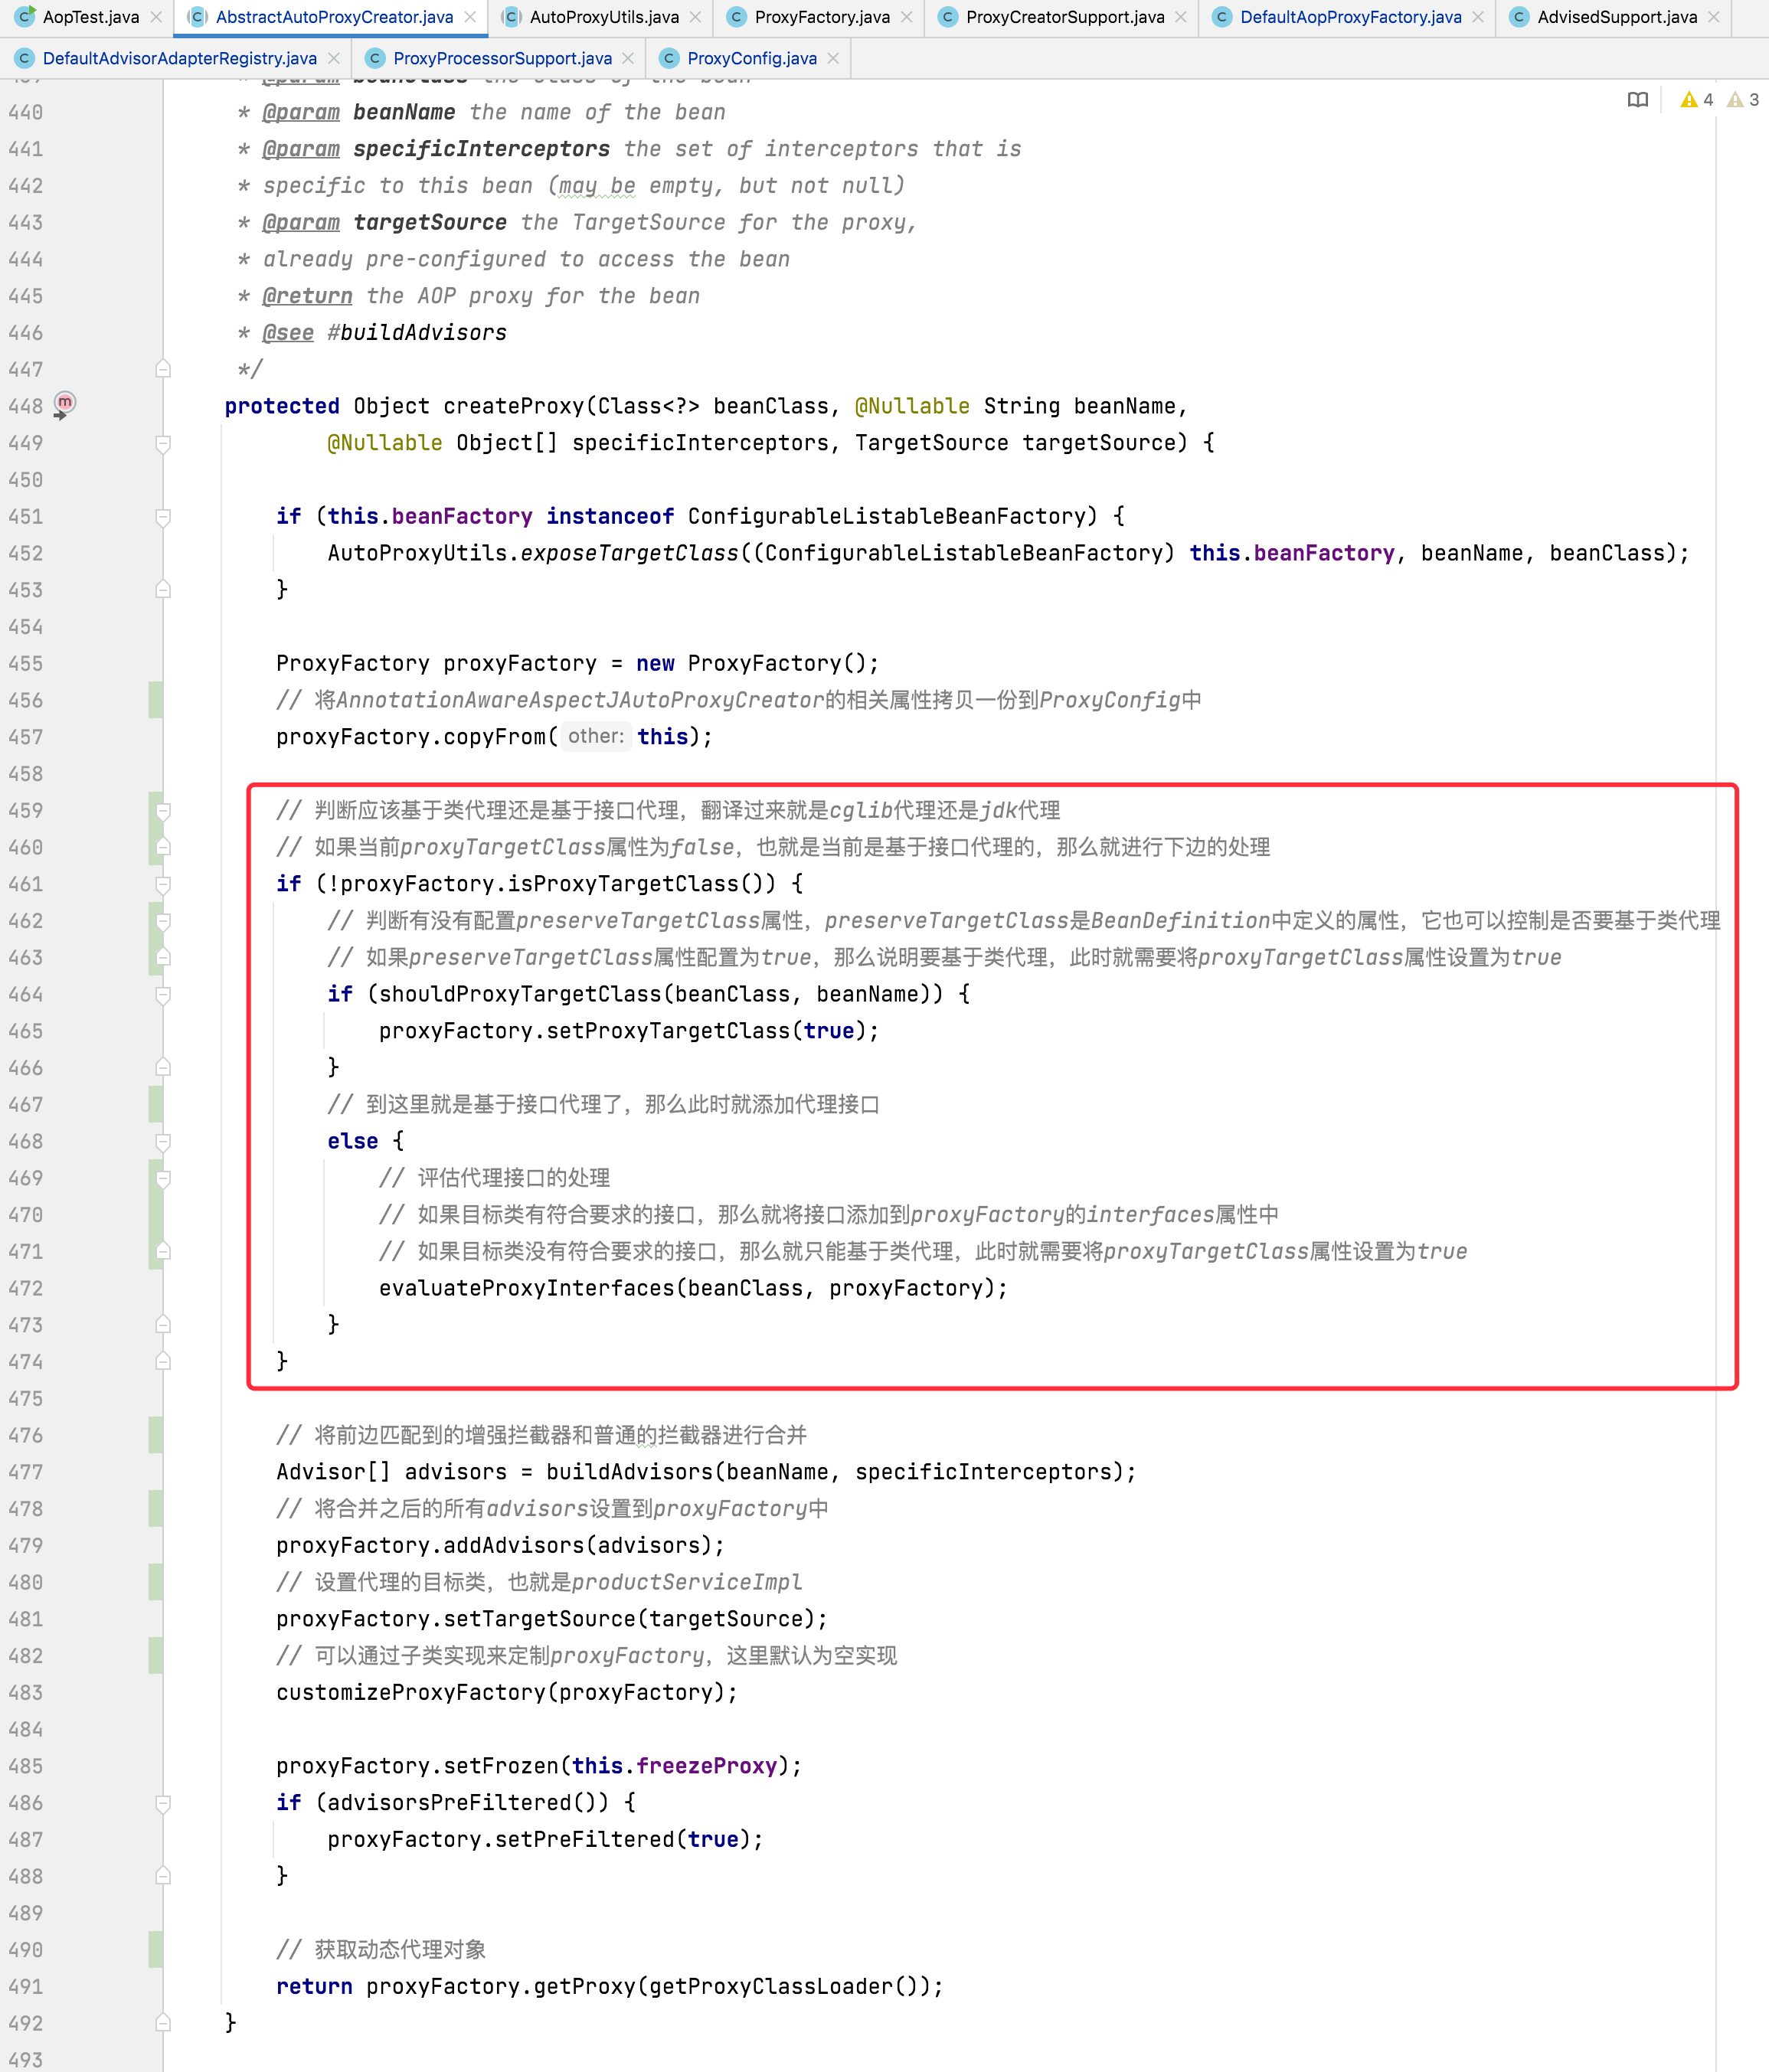 AopTest.java AbstractAutoProxyCreator.java AutoProxyUtils.java ProxyFactory.java ProxyCreatorSupport.java DefaultAopProxyFactory.java AdvisedSupport.java
DefaultAdvisorAdapterRegistry.java ProxyProcessorSupport.java ProxyConfig.java
4 3
439 * @param beanClass the class of the bean
440 * @param beanName the name of the bean
441 * @param specificInterceptors the set of interceptors that is
442 * specific to this bean (may be empty, but not null)
443 * @param targetSource the TargetSource for the proxy,
444 * already pre-configured to access the bean
445 * @return the AOP proxy for the bean
446 * @see #buildAdvisors
447 */
448 protected Object createProxy(Class<?> beanClass, @Nullable String beanName,
449 @Nullable Object[] specificInterceptors, TargetSource targetSource) {
450
451 if (this.beanFactory instanceof ConfigurableListableBeanFactory) {
452 AutoProxyUtils.exposeTargetClass((ConfigurableListableBeanFactory) this.beanFactory, beanName, beanClass);
453 }
454
455 ProxyFactory proxyFactory = new ProxyFactory();
456 // 将AnnotationAwareAspectJAutoProxyCreator的相关属性拷贝一份到ProxyConfig中
457 proxyFactory.copyFrom( other: this);
458
459 // 判断应该基于类代理还是基于接口代理，翻译过来就是cglib代理还是jdk代理
460 // 如果当前proxyTargetClass属性为false，也就是当前是基于接口代理的，那么就进行下边的处理
461 if (!proxyFactory.isProxyTargetClass()) {
462 // 判断有没有配置preserveTargetClass属性，preserveTargetClass是BeanDefinition中定义的属性，它也可以控制是否要基于类代理
463 // 如果preserveTargetClass属性配置为true，那么说明要基于类代理，此时就需要将proxyTargetClass属性设置为true
464 if (shouldProxyTargetClass(beanClass, beanName)) {
465 proxyFactory.setProxyTargetClass(true);
466 }
467 // 到这里就是基于接口代理了，那么此时就添加代理接口
468 else {
469 // 评估代理接口的处理
470 // 如果目标类有符合要求的接口，那么就将接口添加到proxyFactory的interfaces属性中
471 // 如果目标类没有符合要求的接口，那么就只能基于类代理，此时就需要将proxyTargetClass属性设置为true
472 evaluateProxyInterfaces(beanClass, proxyFactory);
473 }
474 }
475
476 // 将前边匹配到的增强拦截器和普通的拦截器进行合并
477 Advisor[] advisors = buildAdvisors(beanName, specificInterceptors);
478 // 将合并之后的所有advisors设置到proxyFactory中
479 proxyFactory.addAdvisors(advisors);
480 // 设置代理的目标类，也就是productServiceImpl
481 proxyFactory.setTargetSource(targetSource);
482 // 可以通过子类实现来定制proxyFactory，这里默认为空实现
483 customizeProxyFactory(proxyFactory);
484
485 proxyFactory.setFrozen(this.freezeProxy);
486 if (advisorsPreFiltered()) {
487 proxyFactory.setPreFiltered(true);
488 }
489
490 // 获取动态代理对象
491 return proxyFactory.getProxy(getProxyClassLoader());
492 }
493